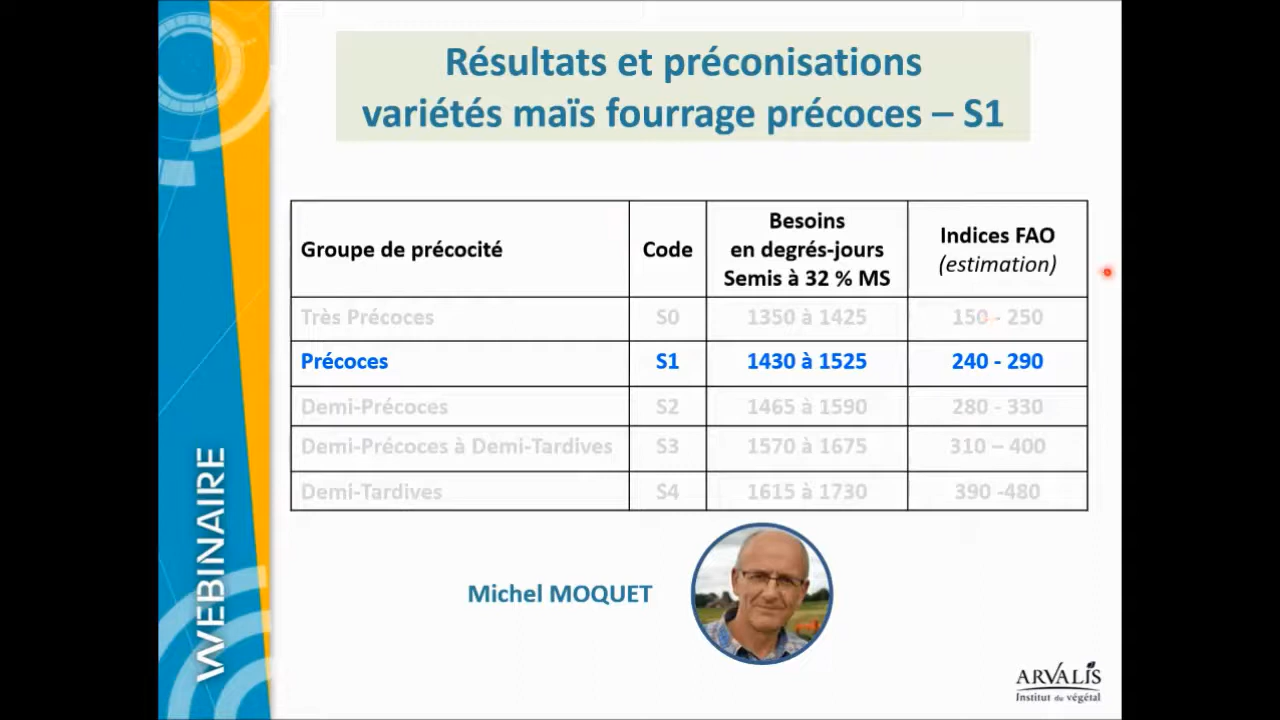 Résultats et préconisations
variétés maïs fourrage précoces – S1
Groupe de précocité
Code
Besoins
en degrés-jours
Semis à 32 % MS
Indices FAO
(estimation)
Très Précoces S0 1350 à 1425 150 - 250
Précoces S1 1430 à 1525 240 - 290
Demi-Précoces S2 1465 à 1590 280 - 330
Demi-Précoces à Demi-Tardives S3 1570 à 1675 310 – 400
Demi-Tardives S4 1615 à 1730 390 -480
WEBINAIRE
Michel MOQUET
ARVALIS
Institut du végétal